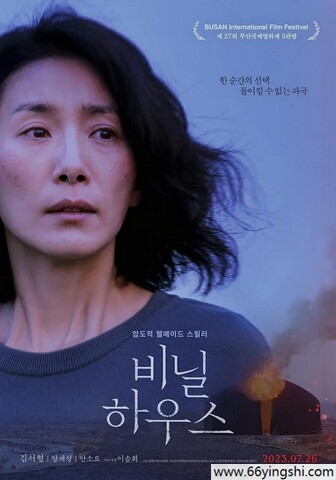 BUSAN International Film Festival
제 27회 부산국제영화제 3관왕
한 순간의 선택
돌이킬 수 없는 파국
압도적 웰메이드 스릴러
비닐
하우스
김서형 양재성 안소요 이솔희
2023.07.26
www.66yingshi.com